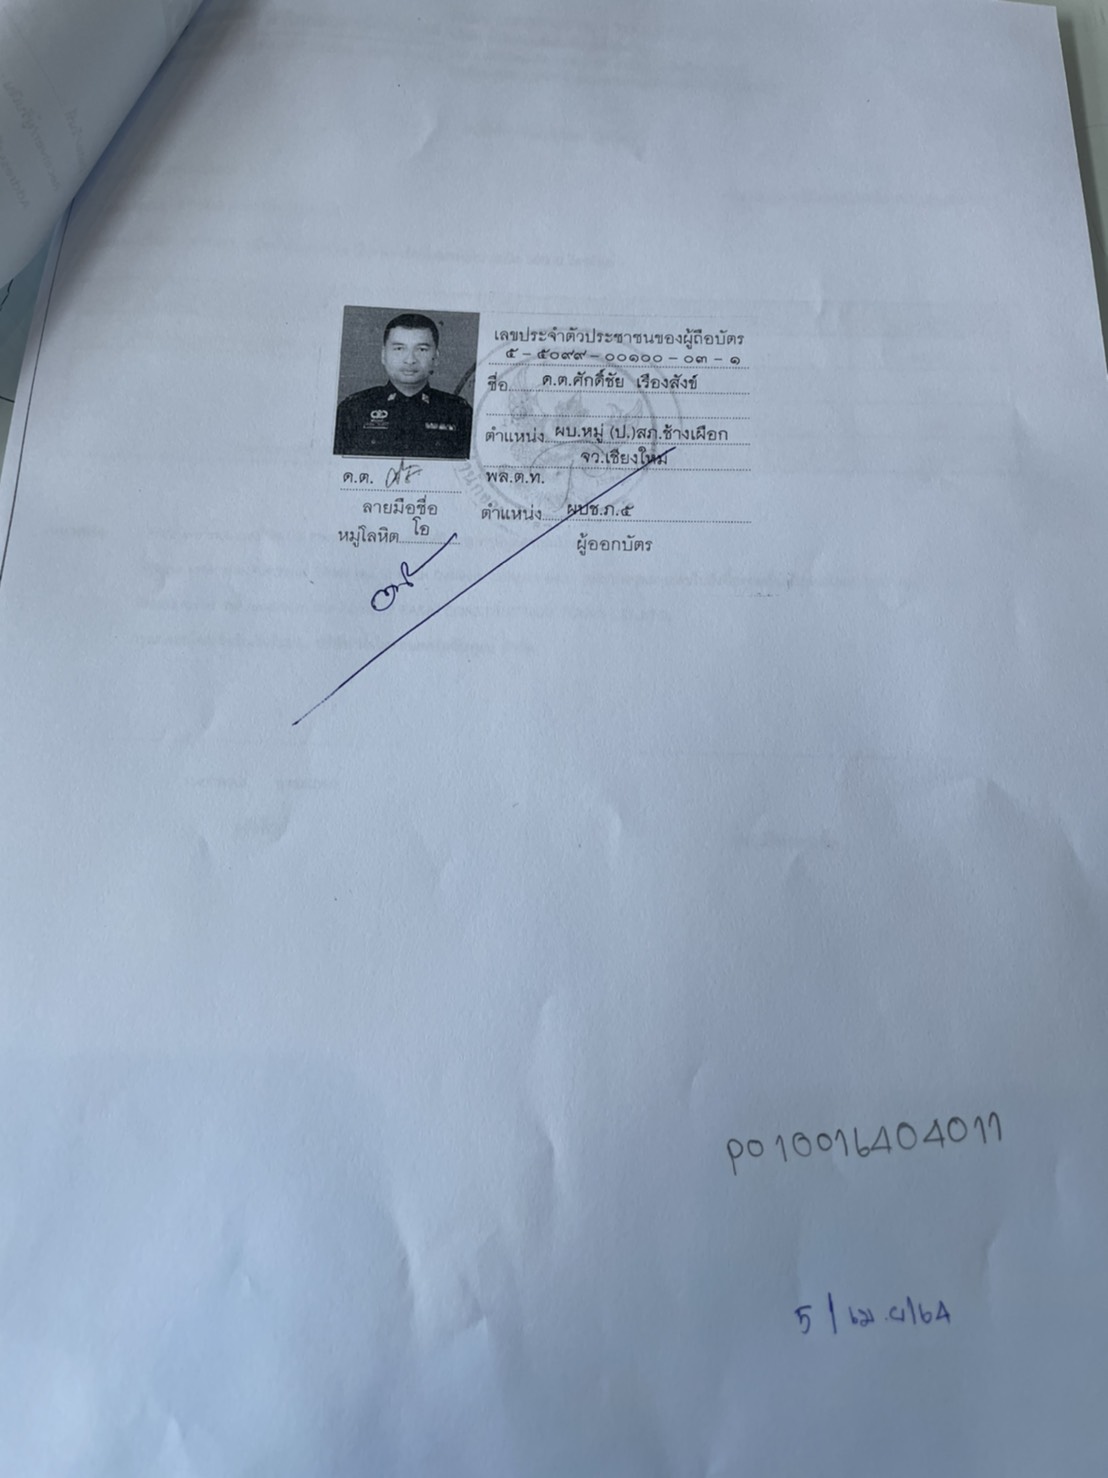 เลขประจำตัวประชาชนของผู้ถือบัตร
๕ - ๕๐๙๙ - ๐๐๑๐๐ - ๐๓ - ๑
ชื่อ ด.ต.ศักดิ์ชัย เรืองสังข์
ตำแหน่ง ผบ.หมู่ (ป.)สภ.ช้างเผือก
จว.เชียงใหม่
ด.ต.
พล.ต.ท.
ลายมือชื่อ
ตำแหน่ง ผบช.ภ.๕
หมู่โลหิต โอ
ผู้ออกบัตร
P010016404011
5 / เม.ย/64